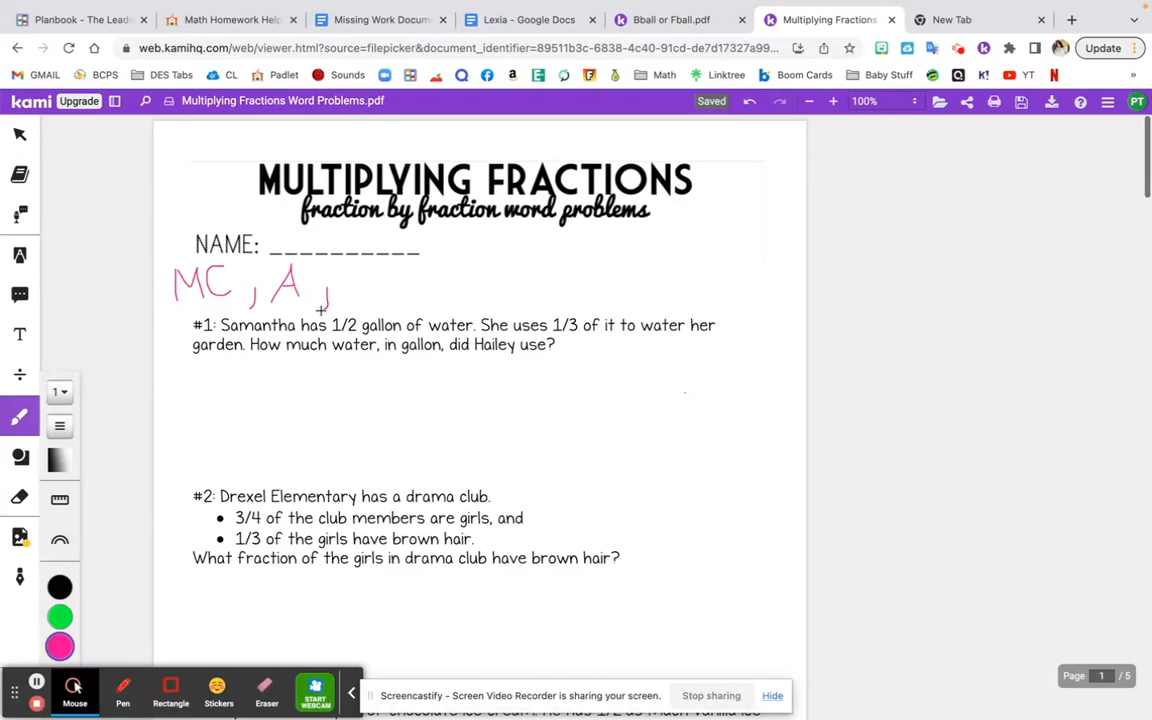 Planbook - The Leade
Math Homework Help
Missing Work Docum
Lexia - Google Docs
Bball or Fball.pdf
Multiplying Fractions
New Tab
web.kamihq.com/web/viewer.html?source=filepicker&document_identifier=89511b3c-6838-4c40-91cd-de7d17327a99...
Update
GMAIL
BCPS
DES Tabs
CL
Padlet
Sounds
Math
Linktree
Boom Cards
Baby Stuff
K!
YT
»
kami
Upgrade
Multiplying Fractions Word Problems.pdf
Saved
100%
PT
MULTIPLYING FRACTIONS
fraction by fraction word problems
NAME: __________
MC , A ,
#1: Samantha has 1/2 gallon of water. She uses 1/3 of it to water her
garden. How much water, in gallon, did Hailey use?
1
#2: Drexel Elementary has a drama club.
• 3/4 of the club members are girls, and
• 1/3 of the girls have brown hair.
What fraction of the girls in drama club have brown hair?
Page 1 / 5
Mouse
Pen
Rectangle
Stickers
Eraser
START WEBCAM
Screencastify - Screen Video Recorder is sharing your screen.
Stop sharing
Hide